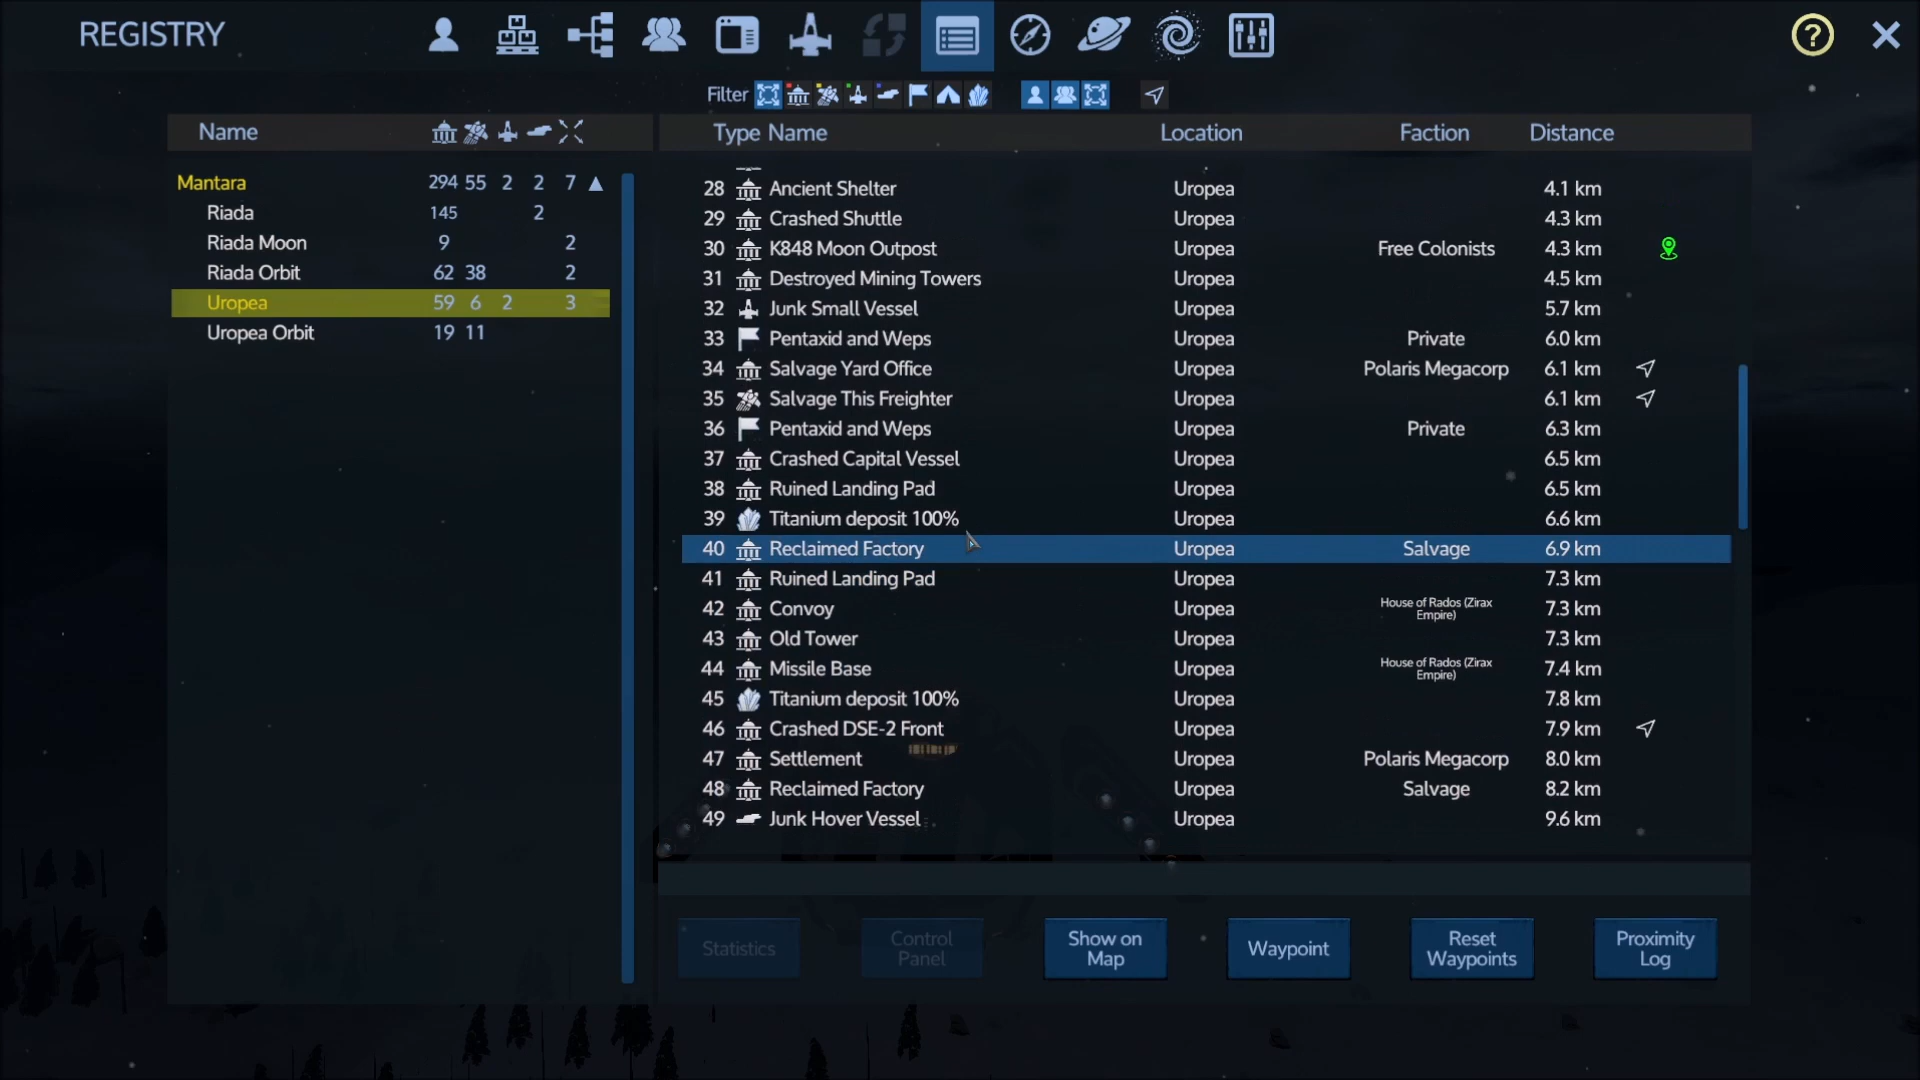 REGISTRY
?
Filter
Name
Mantara 294 55 2 2 7
Riada 145 2
Riada Moon 9 2
Riada Orbit 62 38 2
Uropea 59 6 2 3
Uropea Orbit 19 11
Type Name Location Faction Distance
28 Ancient Shelter Uropea 4.1 km
29 Crashed Shuttle Uropea 4.3 km
30 K848 Moon Outpost Uropea Free Colonists 4.3 km
31 Destroyed Mining Towers Uropea 4.5 km
32 Junk Small Vessel Uropea 5.7 km
33 Pentaxid and Weps Uropea Private 6.0 km
34 Salvage Yard Office Uropea Polaris Megacorp 6.1 km
35 Salvage This Freighter Uropea 6.1 km
36 Pentaxid and Weps Uropea Private 6.3 km
37 Crashed Capital Vessel Uropea 6.5 km
38 Ruined Landing Pad Uropea 6.5 km
39 Titanium deposit 100% Uropea 6.6 km
40 Reclaimed Factory Uropea Salvage 6.9 km
41 Ruined Landing Pad Uropea 7.3 km
42 Convoy Uropea House of Rados (Zirax Empire) 7.3 km
43 Old Tower Uropea 7.3 km
44 Missile Base Uropea House of Rados (Zirax Empire) 7.4 km
45 Titanium deposit 100% Uropea 7.8 km
46 Crashed DSE-2 Front Uropea 7.9 km
47 Settlement Uropea Polaris Megacorp 8.0 km
48 Reclaimed Factory Uropea Salvage 8.2 km
49 Junk Hover Vessel Uropea 9.6 km
Statistics
Control
Panel
Show on
Map
Waypoint
Reset
Waypoints
Proximity
Log